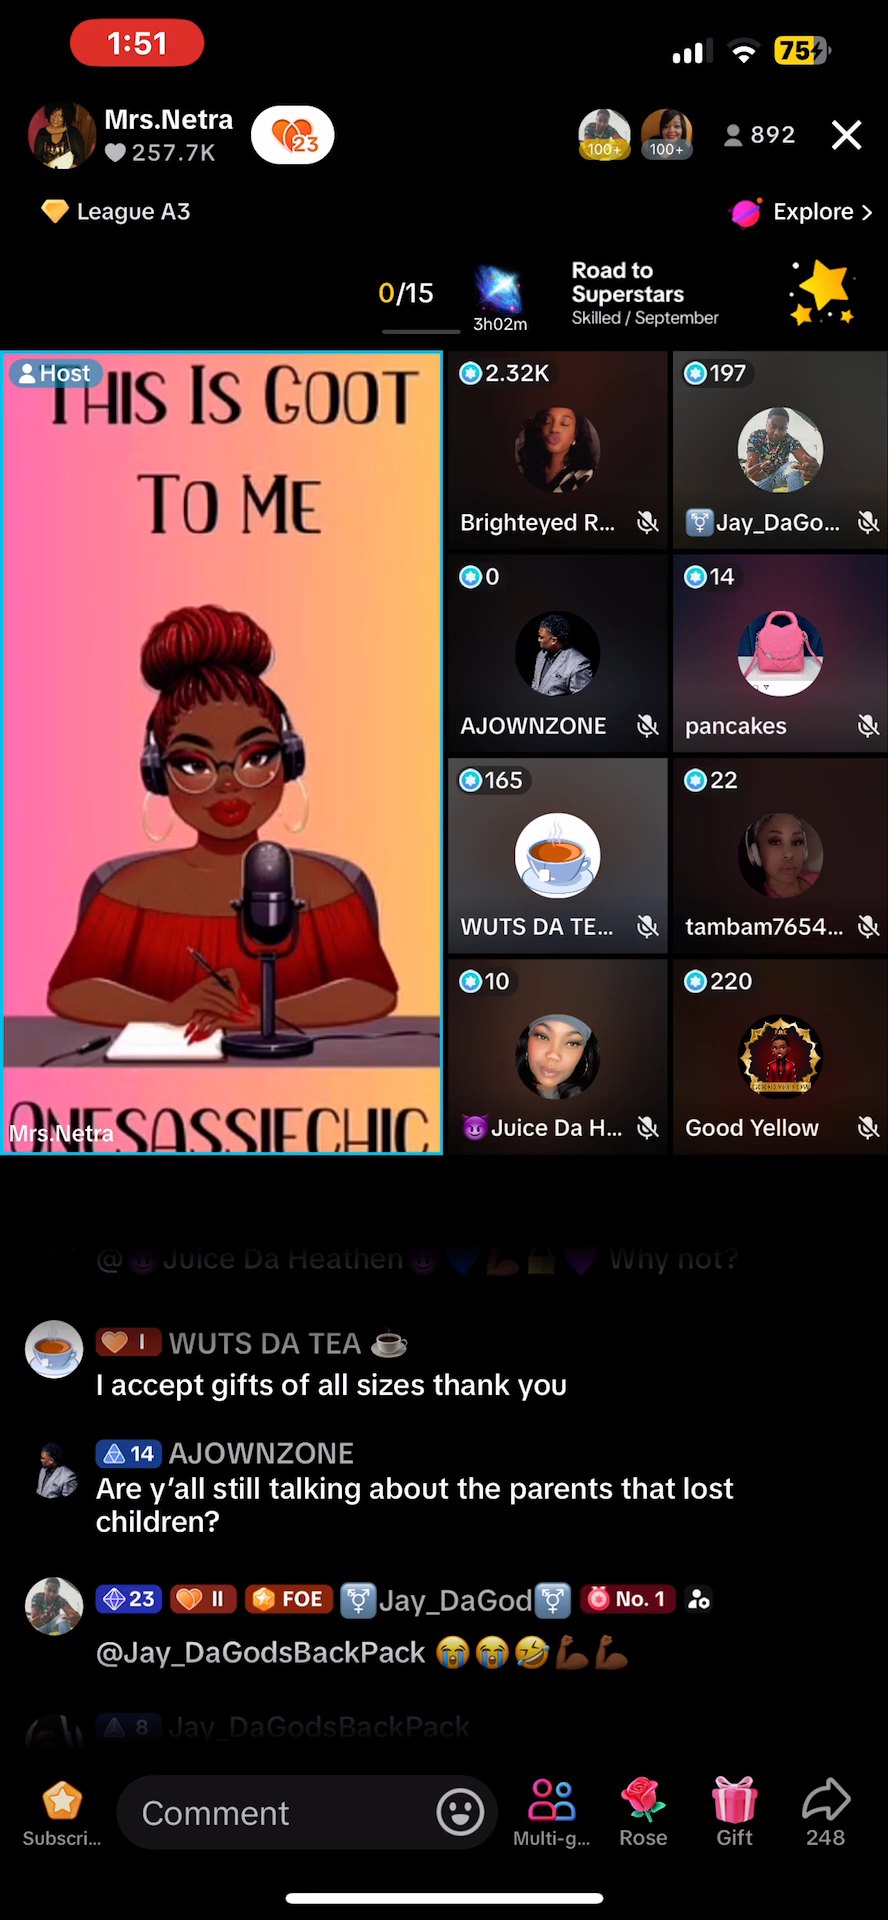 1:51
75
Mrs.Netra
257.7K
23
100+
100+
892
League A3
Explore
0/15
3h02m
Road to
Superstars
Skilled / September
Host
THIS IS GOOT
TO ME
ONESASSIECHIC
Mrs.Netra
2.32K
Brighteyed R...
197
Jay_DaGo...
0
AJOWNZONE
14
pancakes
165
WUTS DA TE...
22
tambam7654...
10
Juice Da H...
220
GOOD YELLOW
Good Yellow
@Juice Da Heathen Why not?
I WUTS DA TEA
I accept gifts of all sizes thank you
14 AJOWNZONE
Are y'all still talking about the parents that lost
children?
23 II FOE Jay_DaGod No. 1
@Jay_DaGodsBackPack
8 Jay_DaGodsBackPack
Comment
Subscri...
Multi-g...
Rose
Gift
248